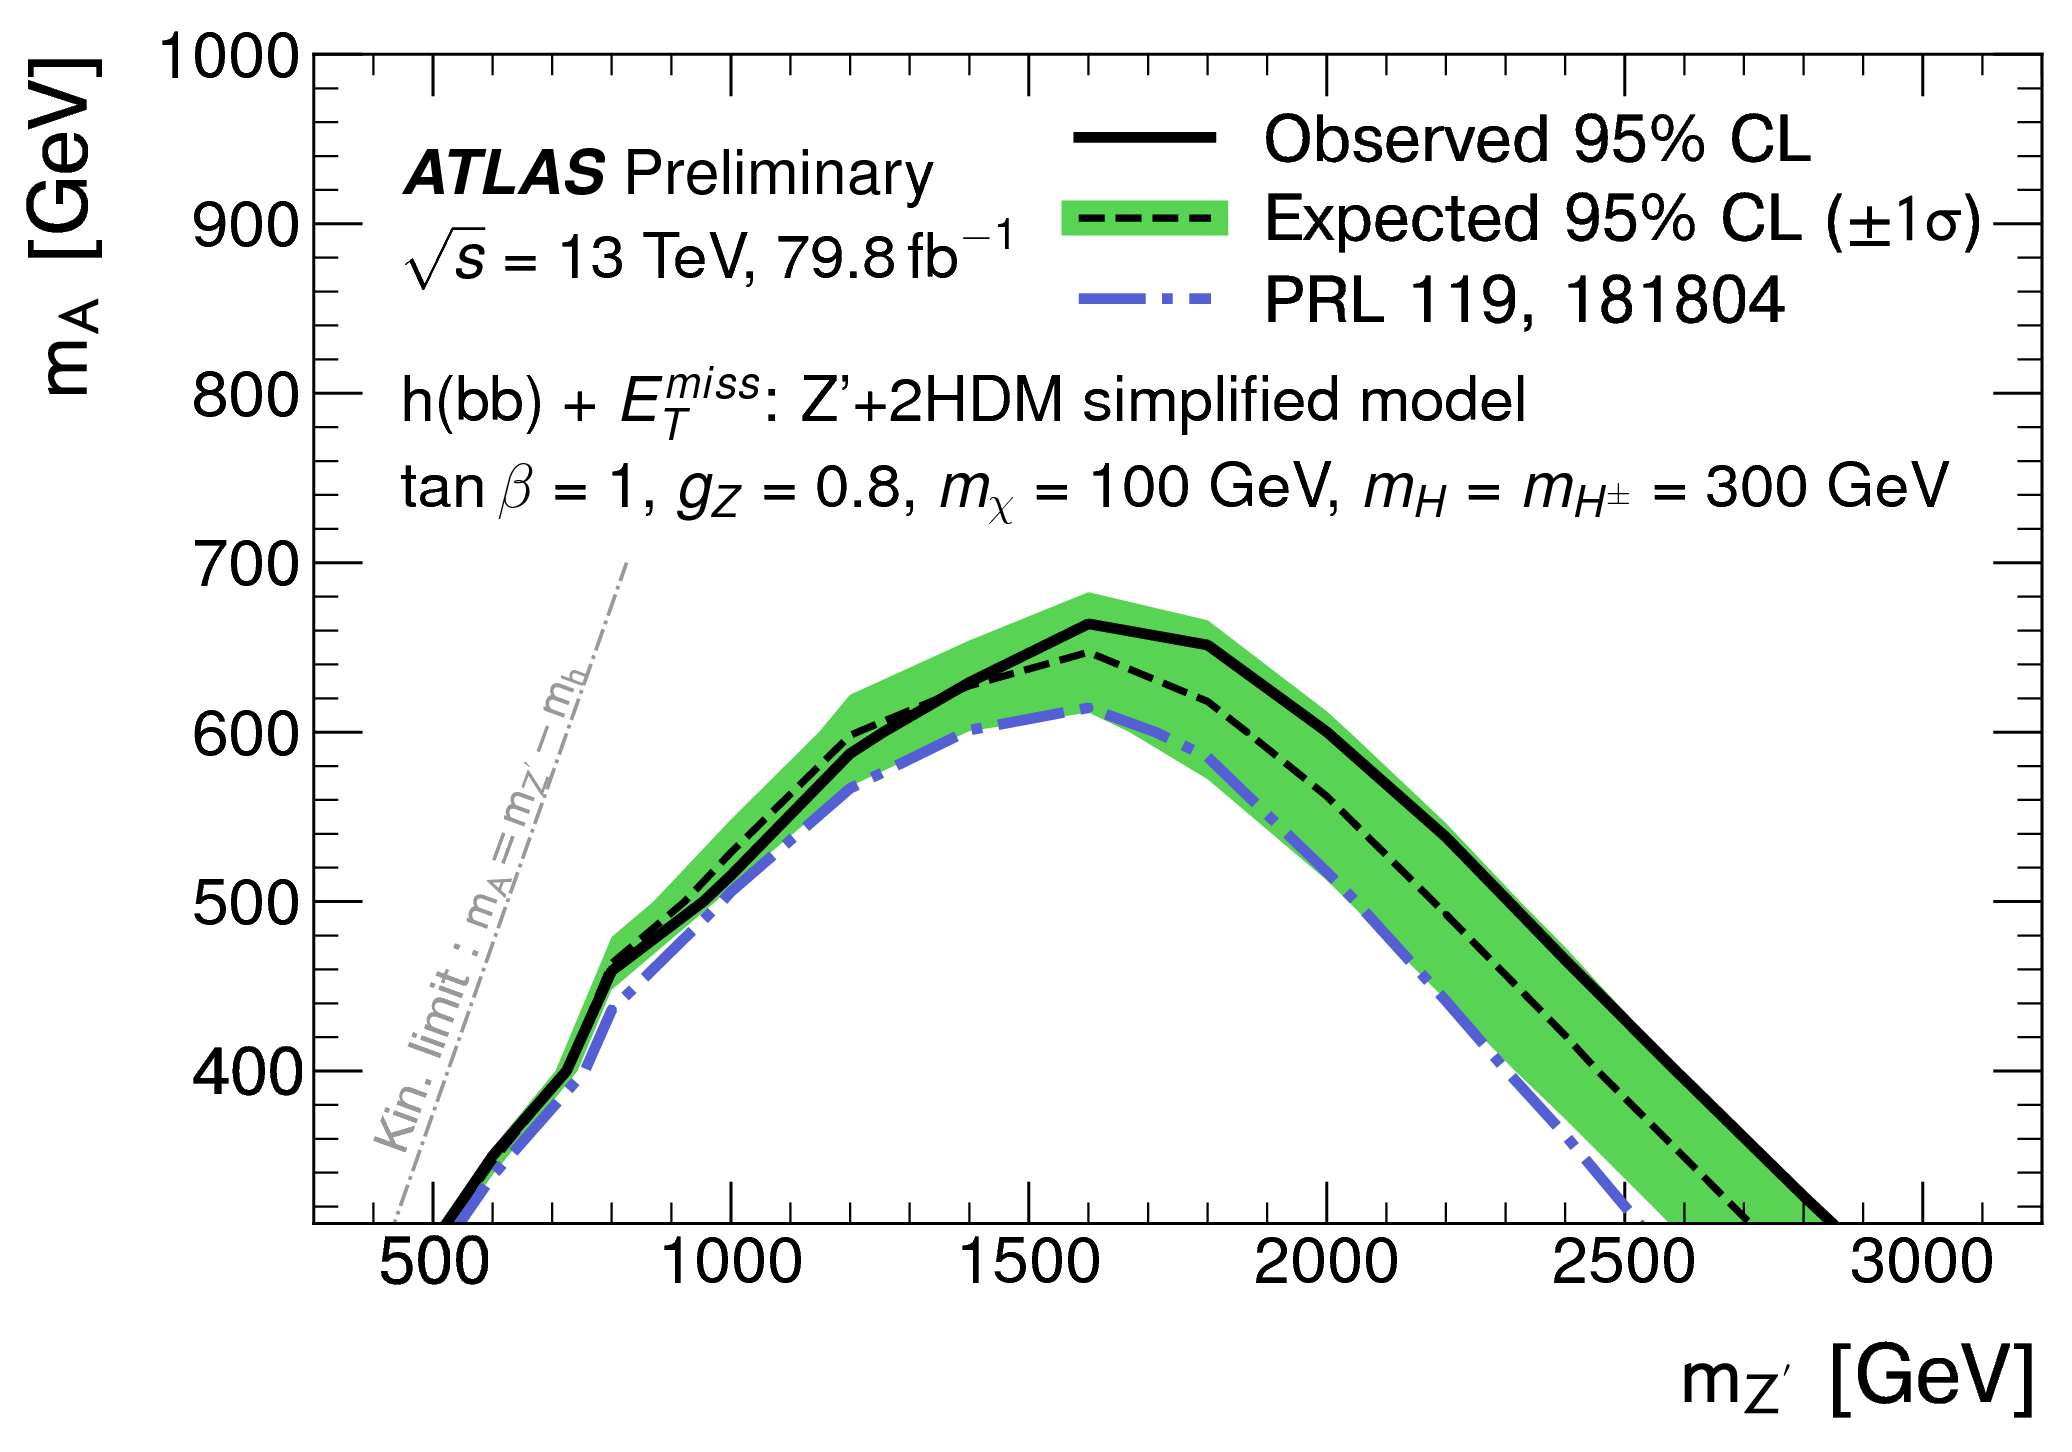 m_A [GeV]
1000
900
800
700
600
500
400
ATLAS Preliminary
√s = 13 TeV, 79.8 fb⁻¹
Observed 95% CL
Expected 95% CL (±1σ)
PRL 119, 181804
h(bb) + E_T^miss: Z’+2HDM simplified model
tan β = 1, g_Z = 0.8, m_χ = 100 GeV, m_H = m_H± = 300 GeV
Kin. limit : m_A=m_Z′−m_h
500 1000 1500 2000 2500 3000
m_Z′ [GeV]